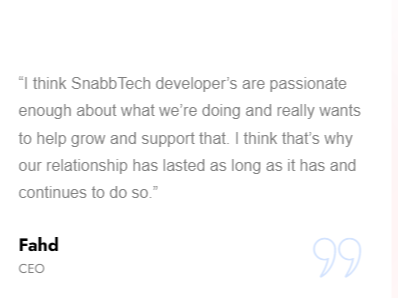 “I think SnabbTech developer’s are passionate
enough about what we’re doing and really wants
to help grow and support that. I think that’s why
our relationship has lasted as long as it has and
continues to do so.”
Fahd
CEO